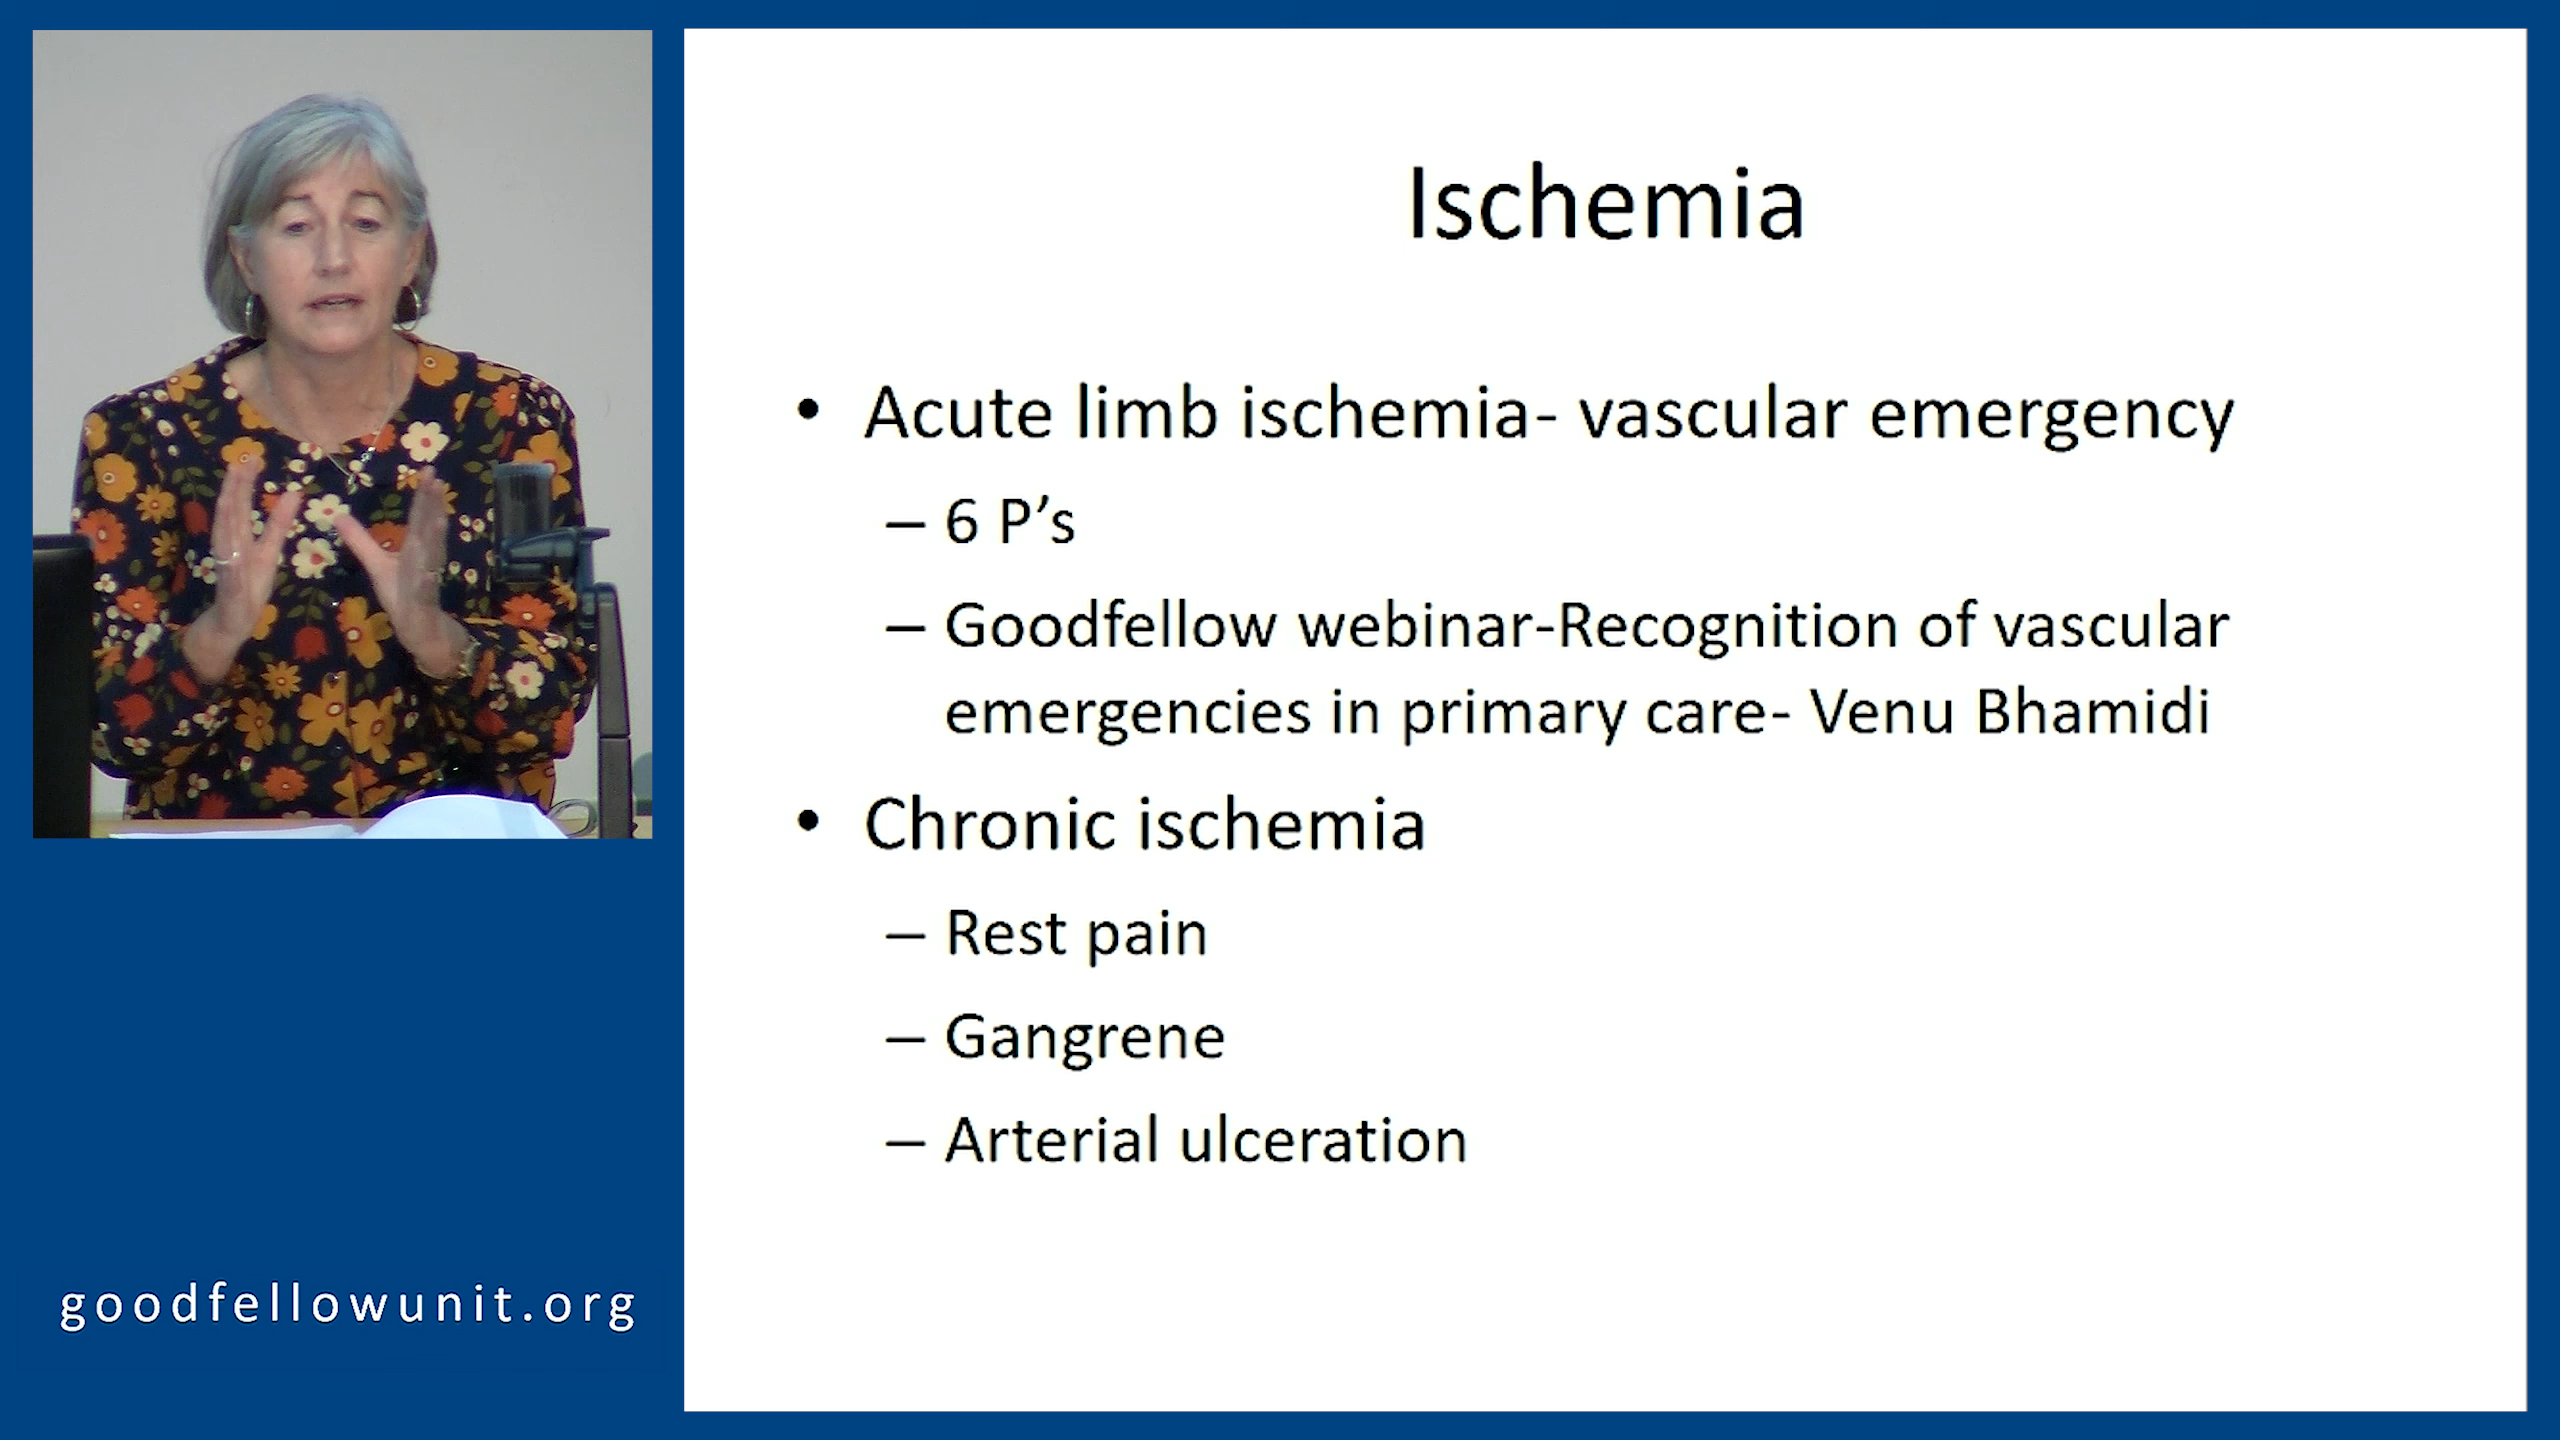 Ischemia
• Acute limb ischemia- vascular emergency
– 6 P’s
– Goodfellow webinar-Recognition of vascular
emergencies in primary care- Venu Bhamidi
• Chronic ischemia
– Rest pain
– Gangrene
– Arterial ulceration
goodfellowunit.org